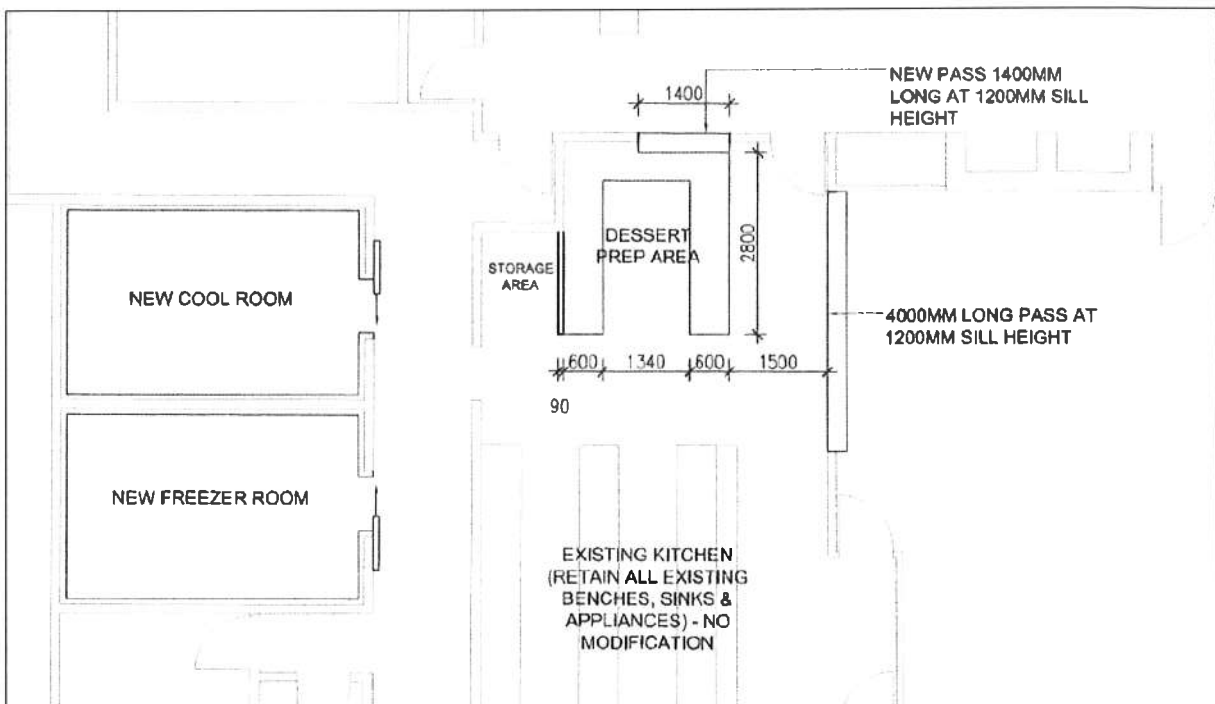 NEW PASS 1400MM
LONG AT 1200MM SILL
HEIGHT
1400
DESSERT
PREP AREA
2800
STORAGE
AREA
NEW COOL ROOM
4000MM LONG PASS AT
1200MM SILL HEIGHT
600
1340
600
1500
90
NEW FREEZER ROOM
EXISTING KITCHEN
(RETAIN ALL EXISTING
BENCHES, SINKS &
APPLIANCES) - NO
MODIFICATION